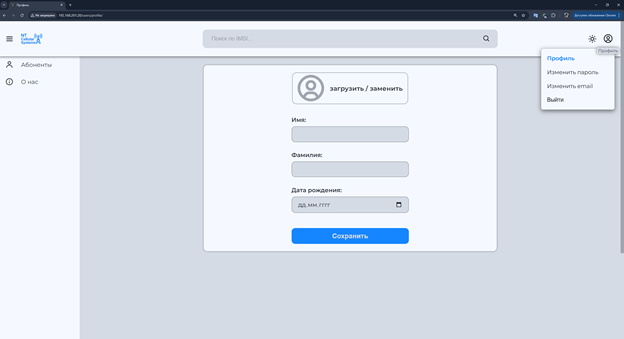 Профиль
Не защищено 192.168.201.30/users/profile/
Доступно обновление Chrome
NT
Cellular
Systems
Поиск по IMSI...
Профиль
Абоненты
О нас
загрузить / заменить
Имя:
Фамилия:
Дата рождения:
дд.мм.гггг
Сохранить
Профиль
Изменить пароль
Изменить email
Выйти